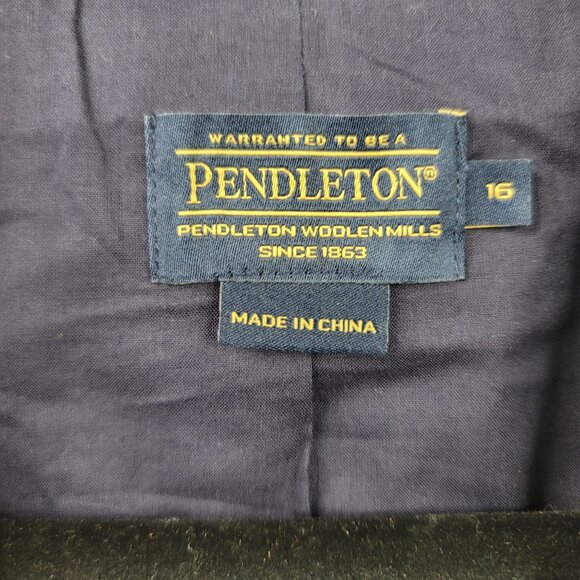 WARRANTED TO BE A
PENDLETON®
PENDLETON WOOLEN MILLS
SINCE 1863
16
MADE IN CHINA